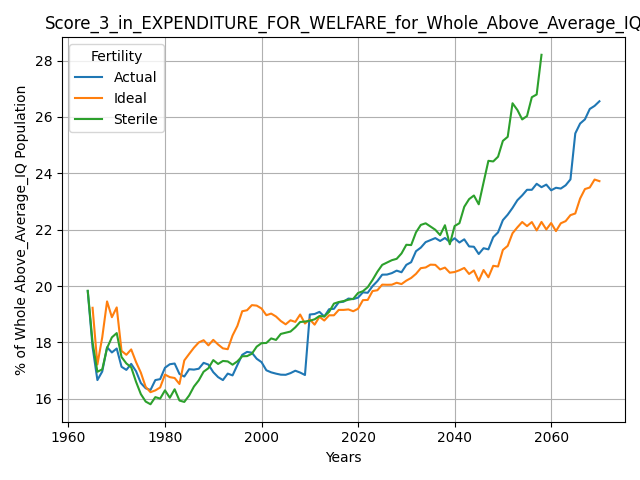 Score_3_in_EXPENDITURE_FOR_WELFARE_for_Whole_Above_Average_IQ
Fertility
Actual
Ideal
Sterile
% of Whole Above_Average_IQ Population
28
26
24
22
20
18
16
1960
1980
2000
2020
2040
2060
Years